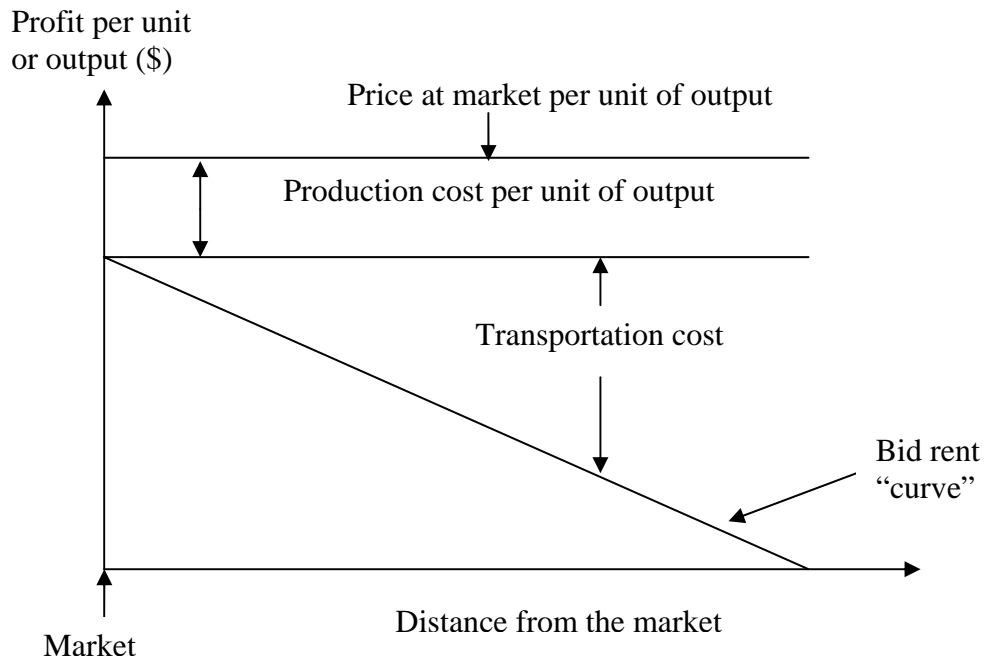 Profit per unit
or output ($)
Price at market per unit of output
Production cost per unit of output
Transportation cost
Bid rent
“curve”
Distance from the market
Market